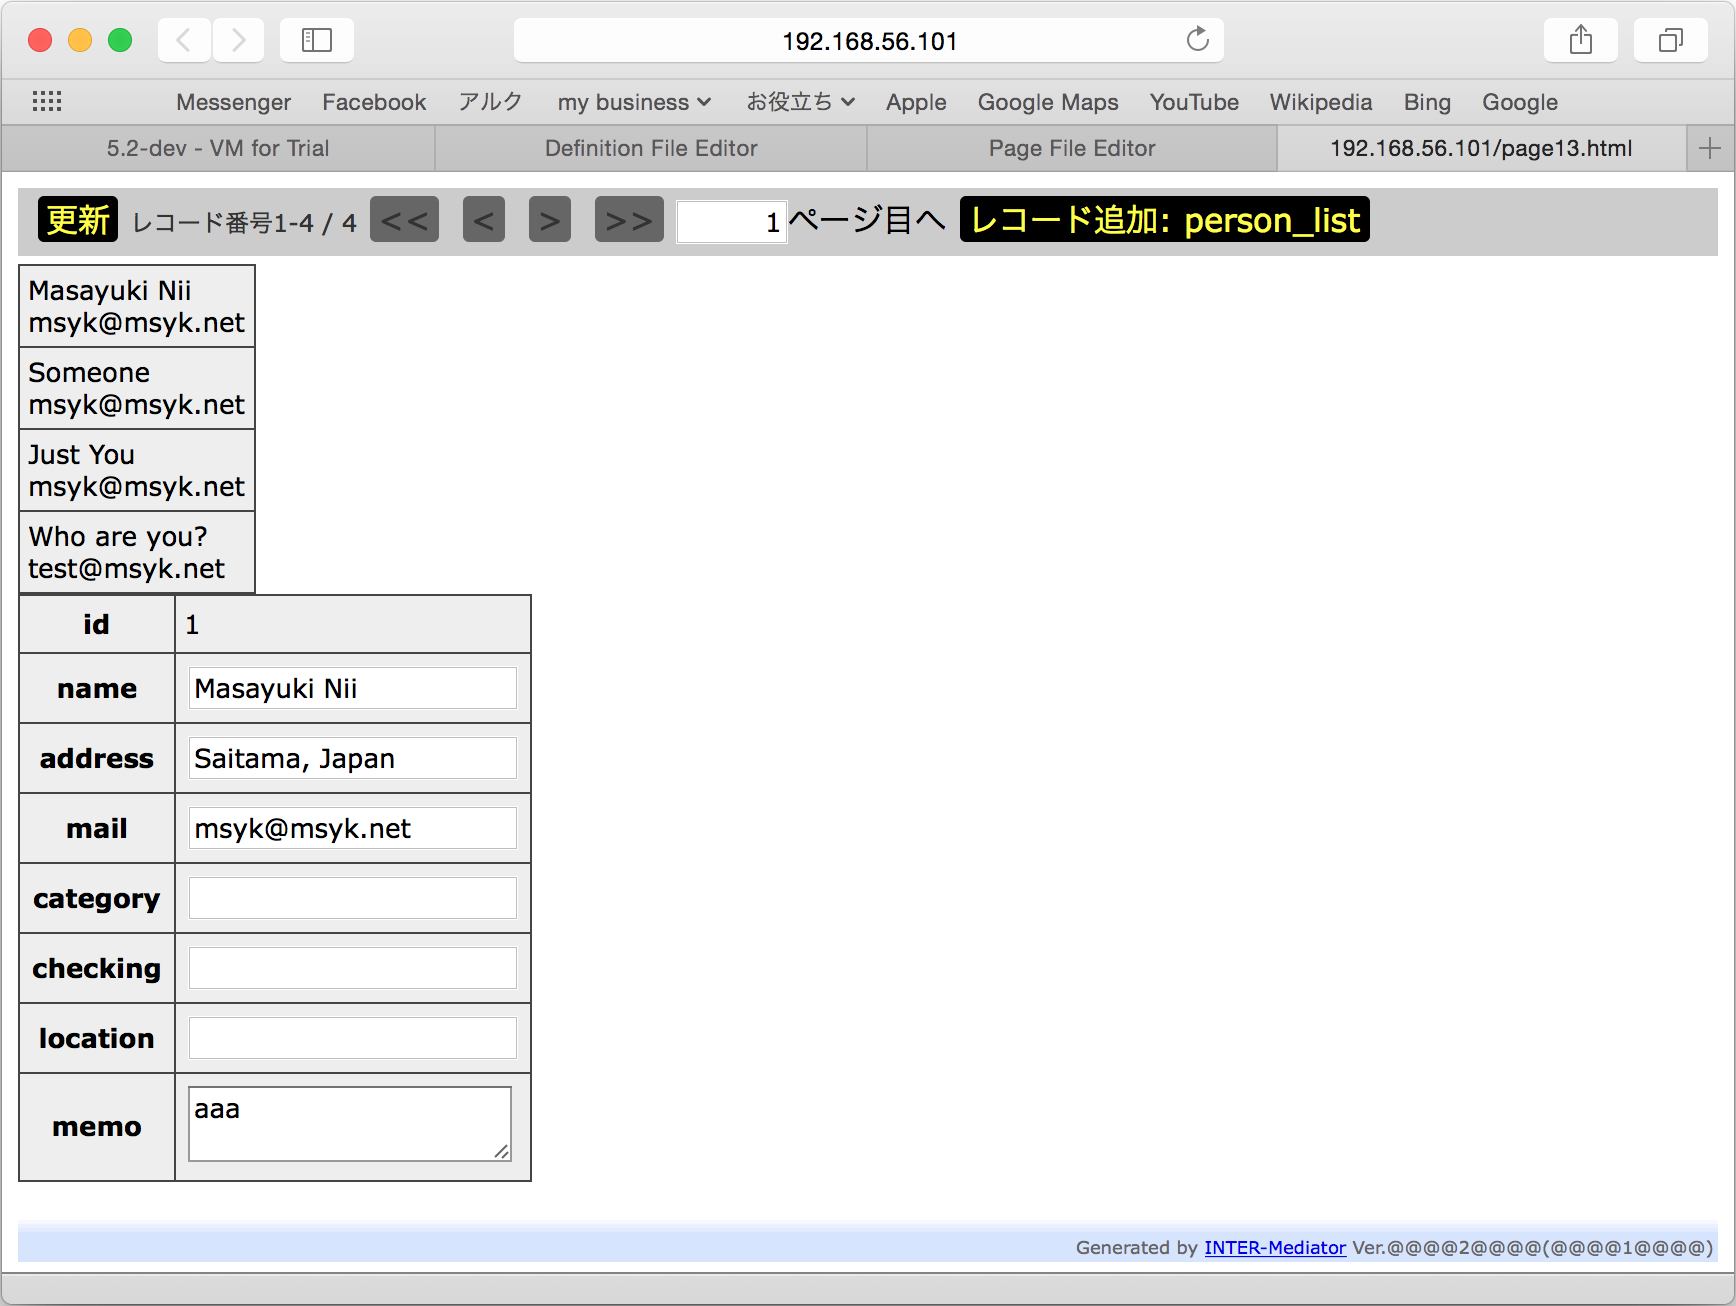 192.168.56.101
Messenger Facebook アルク my business お役立ち Apple Google Maps YouTube Wikipedia Bing Google
5.2-dev - VM for Trial Definition File Editor Page File Editor 192.168.56.101/page13.html
更新 レコード番号1-4 / 4 << < > >> 1 ページ目へ レコード追加: person_list
Masayuki Nii
msyk@msyk.net
Someone
msyk@msyk.net
Just You
msyk@msyk.net
Who are you?
test@msyk.net
id 1
name Masayuki Nii
address Saitama, Japan
mail msyk@msyk.net
category
checking
location
memo aaa
Generated by INTER-Mediator Ver.@@@@2@@@@(@@@@1@@@@)